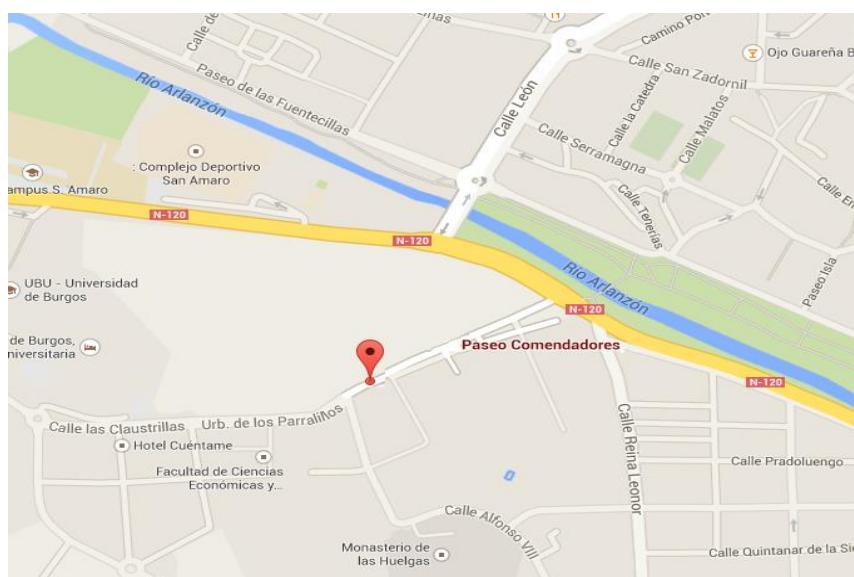 Calle de
Paseo de las Fuentecillas
Camino
Ojo Guareña B
Calle San Zadornil
Río Arlanzón
Calle León
Calle la Catedra
Calle Malatos
Calle Serramagna
: Complejo Deportivo
San Amaro
ampus S. Amaro
Calle Tenerías
N-120
N-120
Río Arlanzón
Paseo Isla
UBU - Universidad
de Burgos
N-120
de Burgos,
niversitaria
Paseo Comendadores
N-120
Calle las Claustrillas
Urb. de los Parralillos
Hotel Cuéntame
Calle Reina Leonor
Facultad de Ciencias
Económicas y...
Calle Pradoluengo
Calle Alfonso VIII
Monasterio de
las Huelgas
Calle Quintanar de la Sie